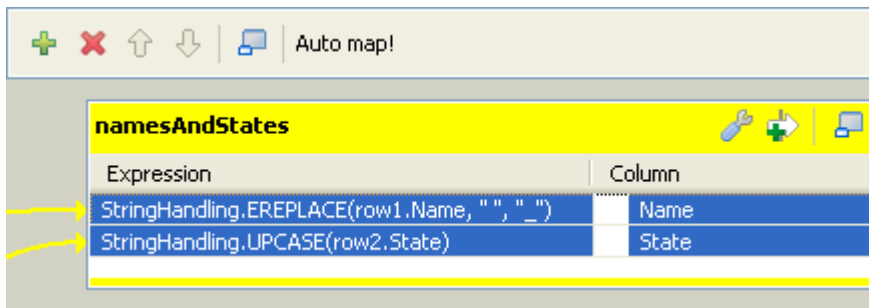 Auto map!
namesAndStates
Expression Column
StringHandling.EREPLACE(row1.Name, " ", "_") Name
StringHandling.UPCASE(row2.State) State